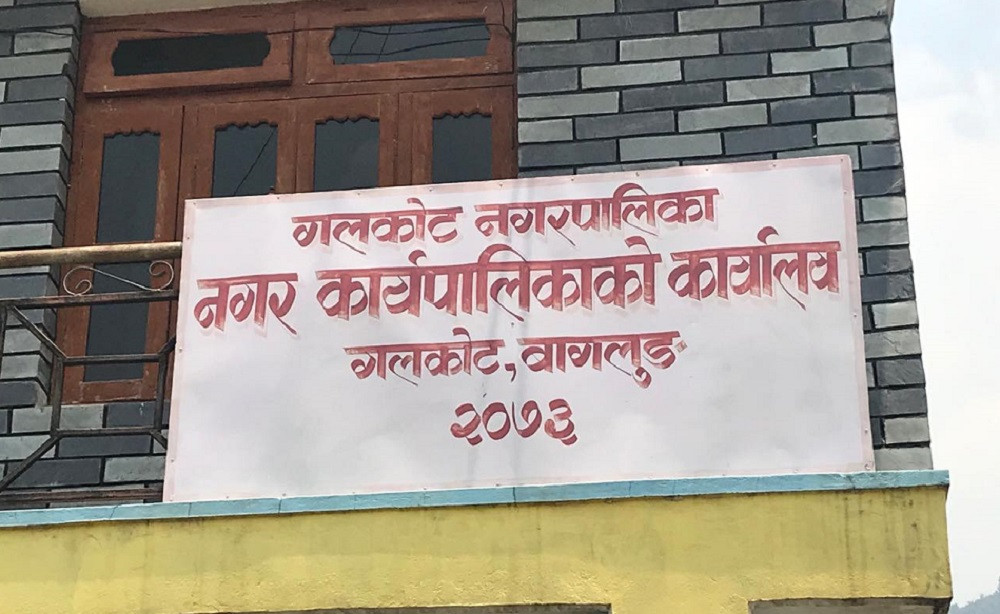 गलकोट नगरपालिका
नगर कार्यपालिकाको कार्यालय
गलकोट, बागलुङ
२०७३